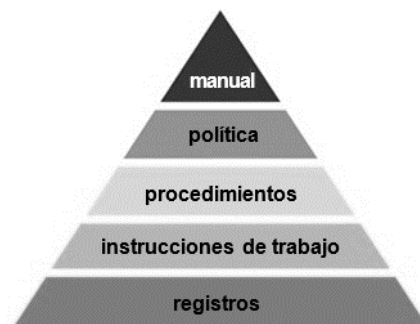 manual
política
procedimientos
instrucciones de trabajo
registros